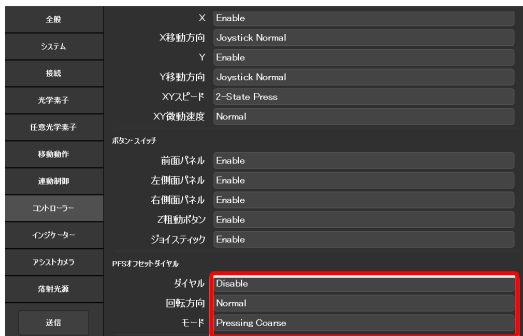 全般
システム
接続
光学素子
任意光学素子
移動動作
連動制御
コントローラー
インジケーター
アシストカメラ
落射光源
送信
X Enable
X移動方向 Joystick Normal
Y Enable
Y移動方向 Joystick Normal
XYスピード 2-State Press
XY微動速度 Normal
ボタン・スイッチ
前面パネル Enable
左側面パネル Enable
右側面パネル Enable
Z粗動ボタン Enable
ジョイスティック Enable
PFSオフセットダイヤル
ダイヤル Disable
回転方向 Normal
モード Pressing Coarse